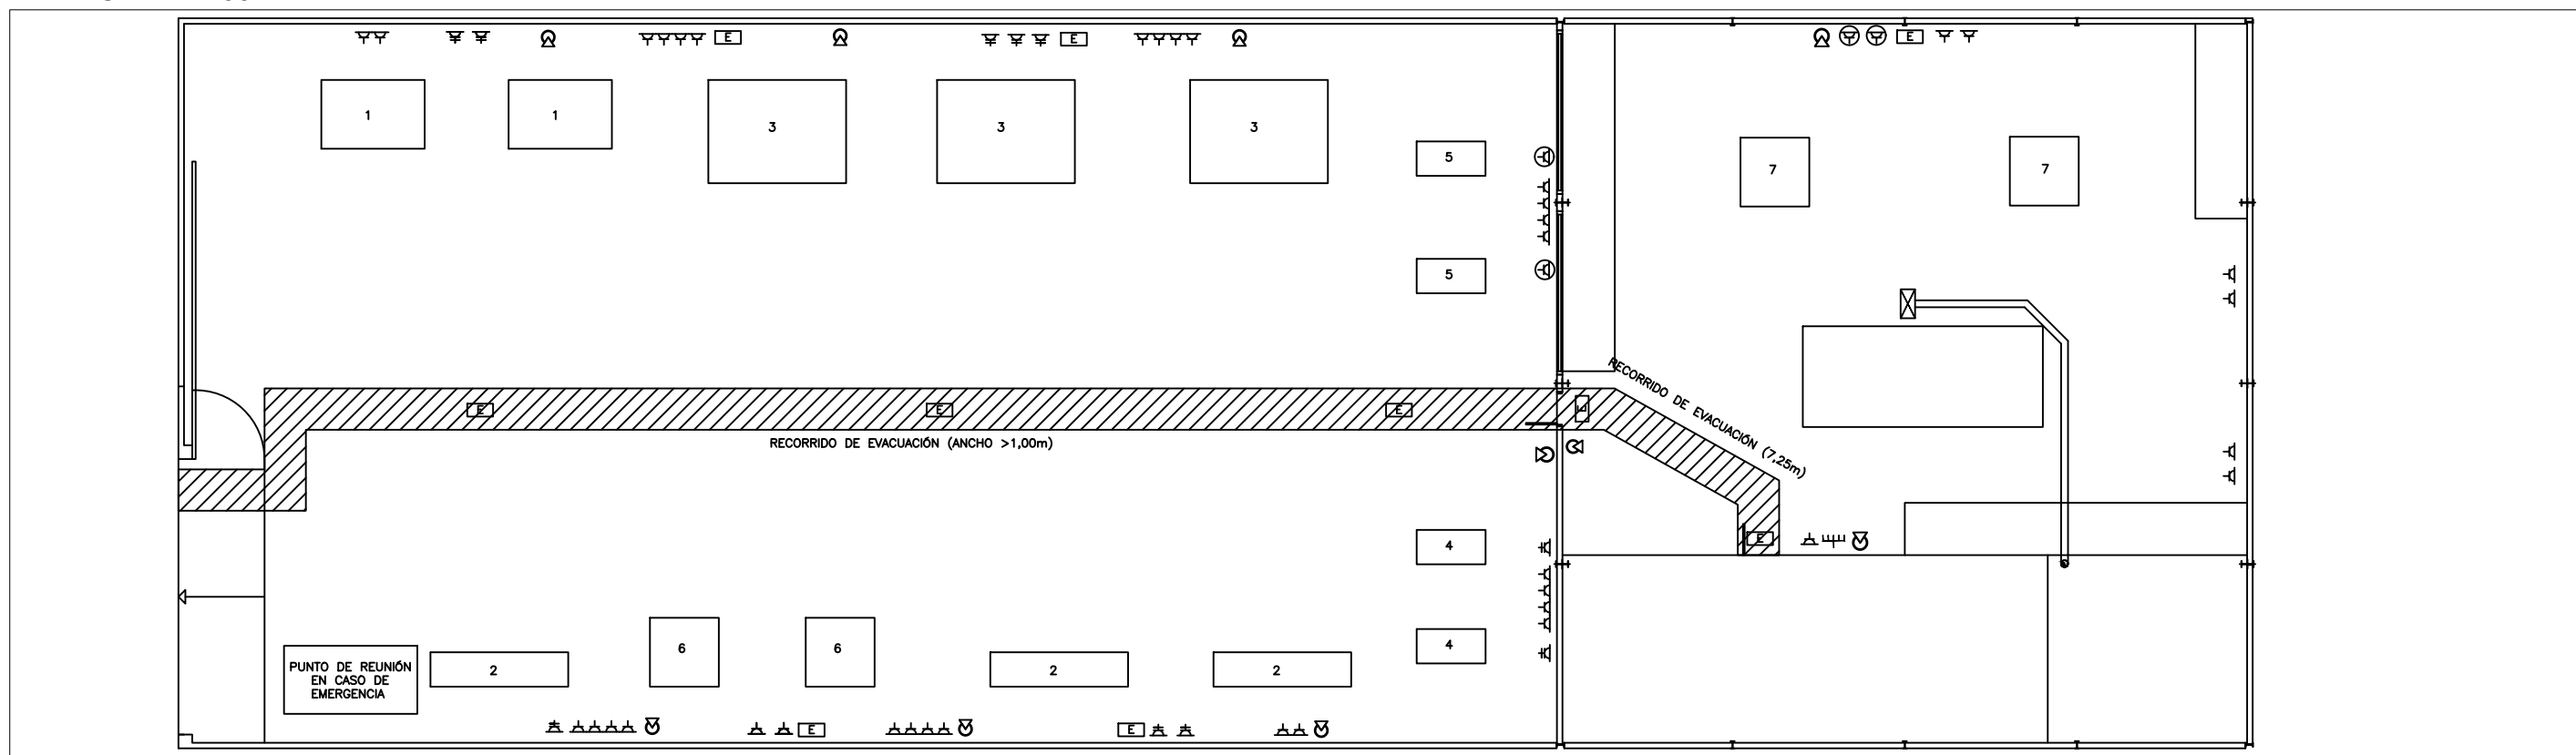 E
E
E
1
1
3
3
3
5
7
7
5
RECORRIDO DE EVACUACIÓN (7,25m)
E
E
E
E
RECORRIDO DE EVACUACIÓN (ANCHO >1,00m)
E
4
4
6
6
2
2
2
PUNTO DE REUNIÓN
EN CASO DE
EMERGENCIA
E
E